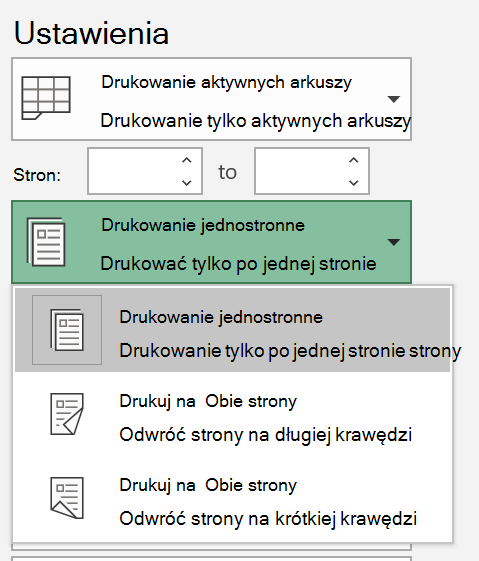 Ustawienia
Drukowanie aktywnych arkuszy
Drukowanie tylko aktywnych arkuszy
Stron: to
Drukowanie jednostronne
Drukować tylko po jednej stronie
Drukowanie jednostronne
Drukowanie tylko po jednej stronie strony
Drukuj na Obie strony
Odwróć strony na długiej krawędzi
Drukuj na Obie strony
Odwróć strony na krótkiej krawędzi